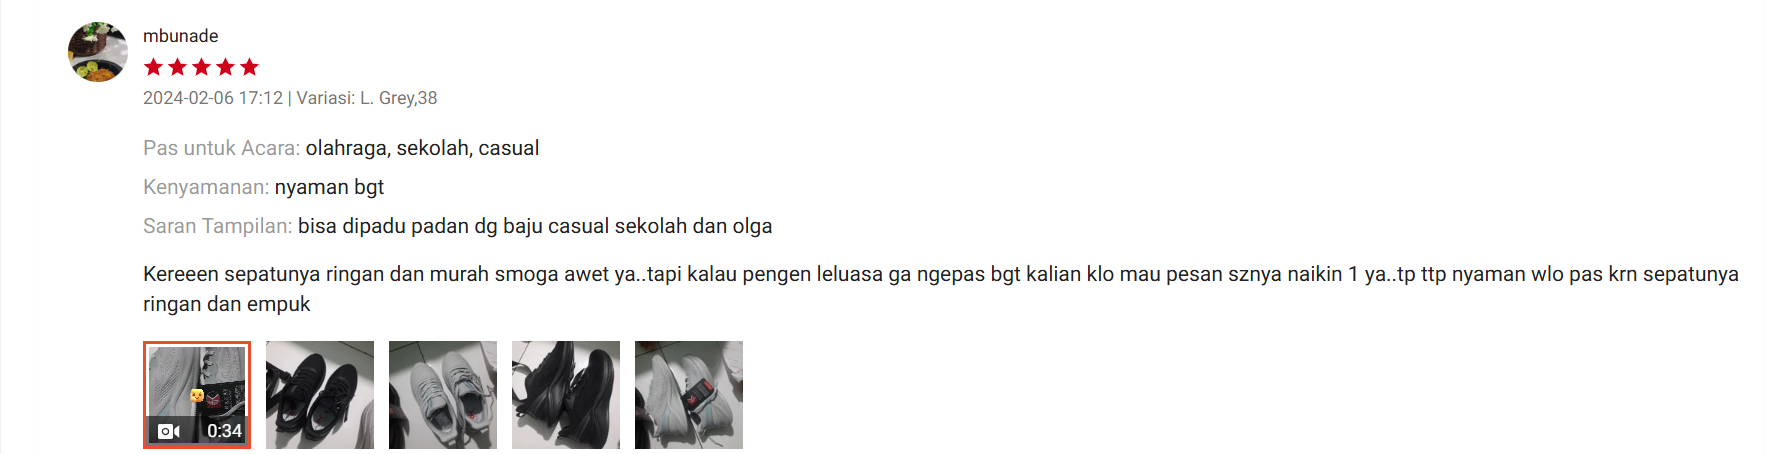 mbunade
2024-02-06 17:12 | Variasi: L. Grey,38
Pas untuk Acara: olahraga, sekolah, casual
Kenyamanan: nyaman bgt
Saran Tampilan: bisa dipadu padan dg baju casual sekolah dan olga
Kereeen sepatunya ringan dan murah smoga awet ya..tapi kalau pengen leluasa ga ngepas bgt kalian klo mau pesan sznya naikin 1 ya..tp ttp nyaman wlo pas krn sepatunya
ringan dan empuk
0:34